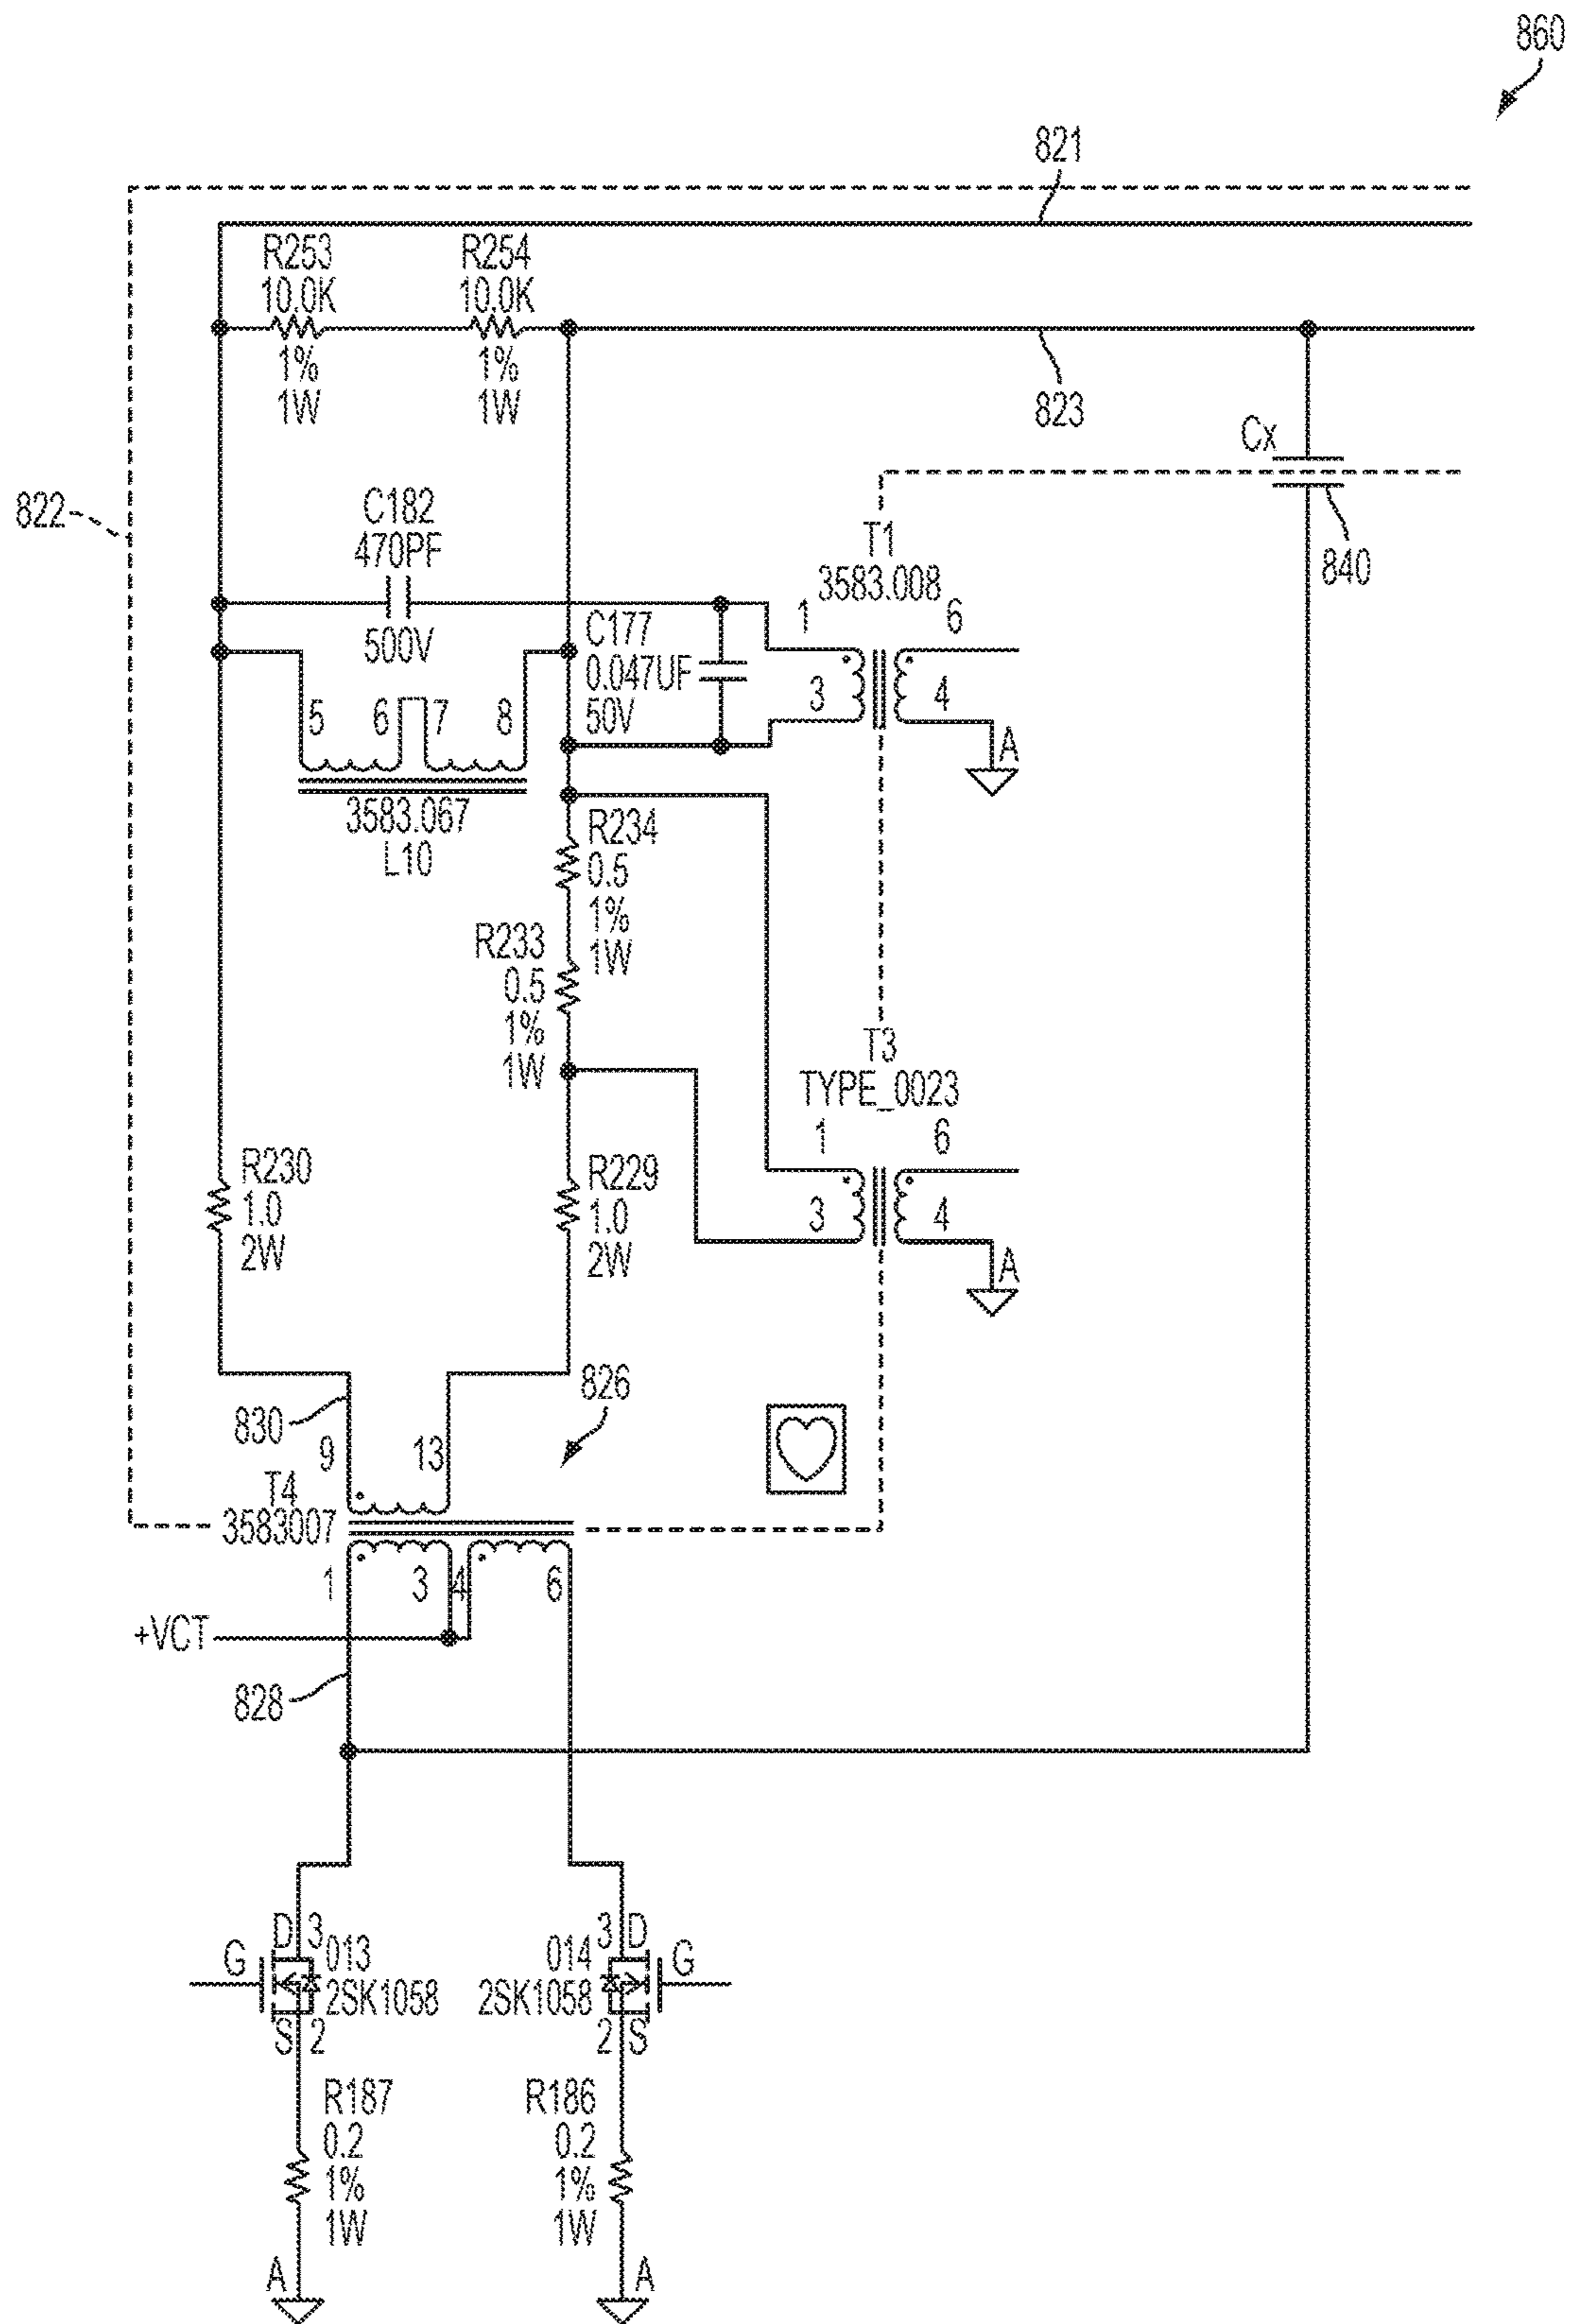 860
821
R253
10.0K
1%
1W
R254
10.0K
1%
1W
823
Cx
840
822
C182
470PF
500V
T1
3583.008
1
6
3
4
A
C177
0.047UF
50V
5
6
7
8
3583.067
L10
R234
0.5
1%
1W
R233
0.5
1%
1W
T3
TYPE_0023
1
6
3
4
A
R230
1.0
2W
R229
1.0
2W
826
830
9
13
T4
3583007
1
3
4
6
+VCT
828
D
3
G
013
2SK1058
S
2
3
D
014
G
2SK1058
2
S
R187
0.2
1%
1W
R186
0.2
1%
1W
A
A